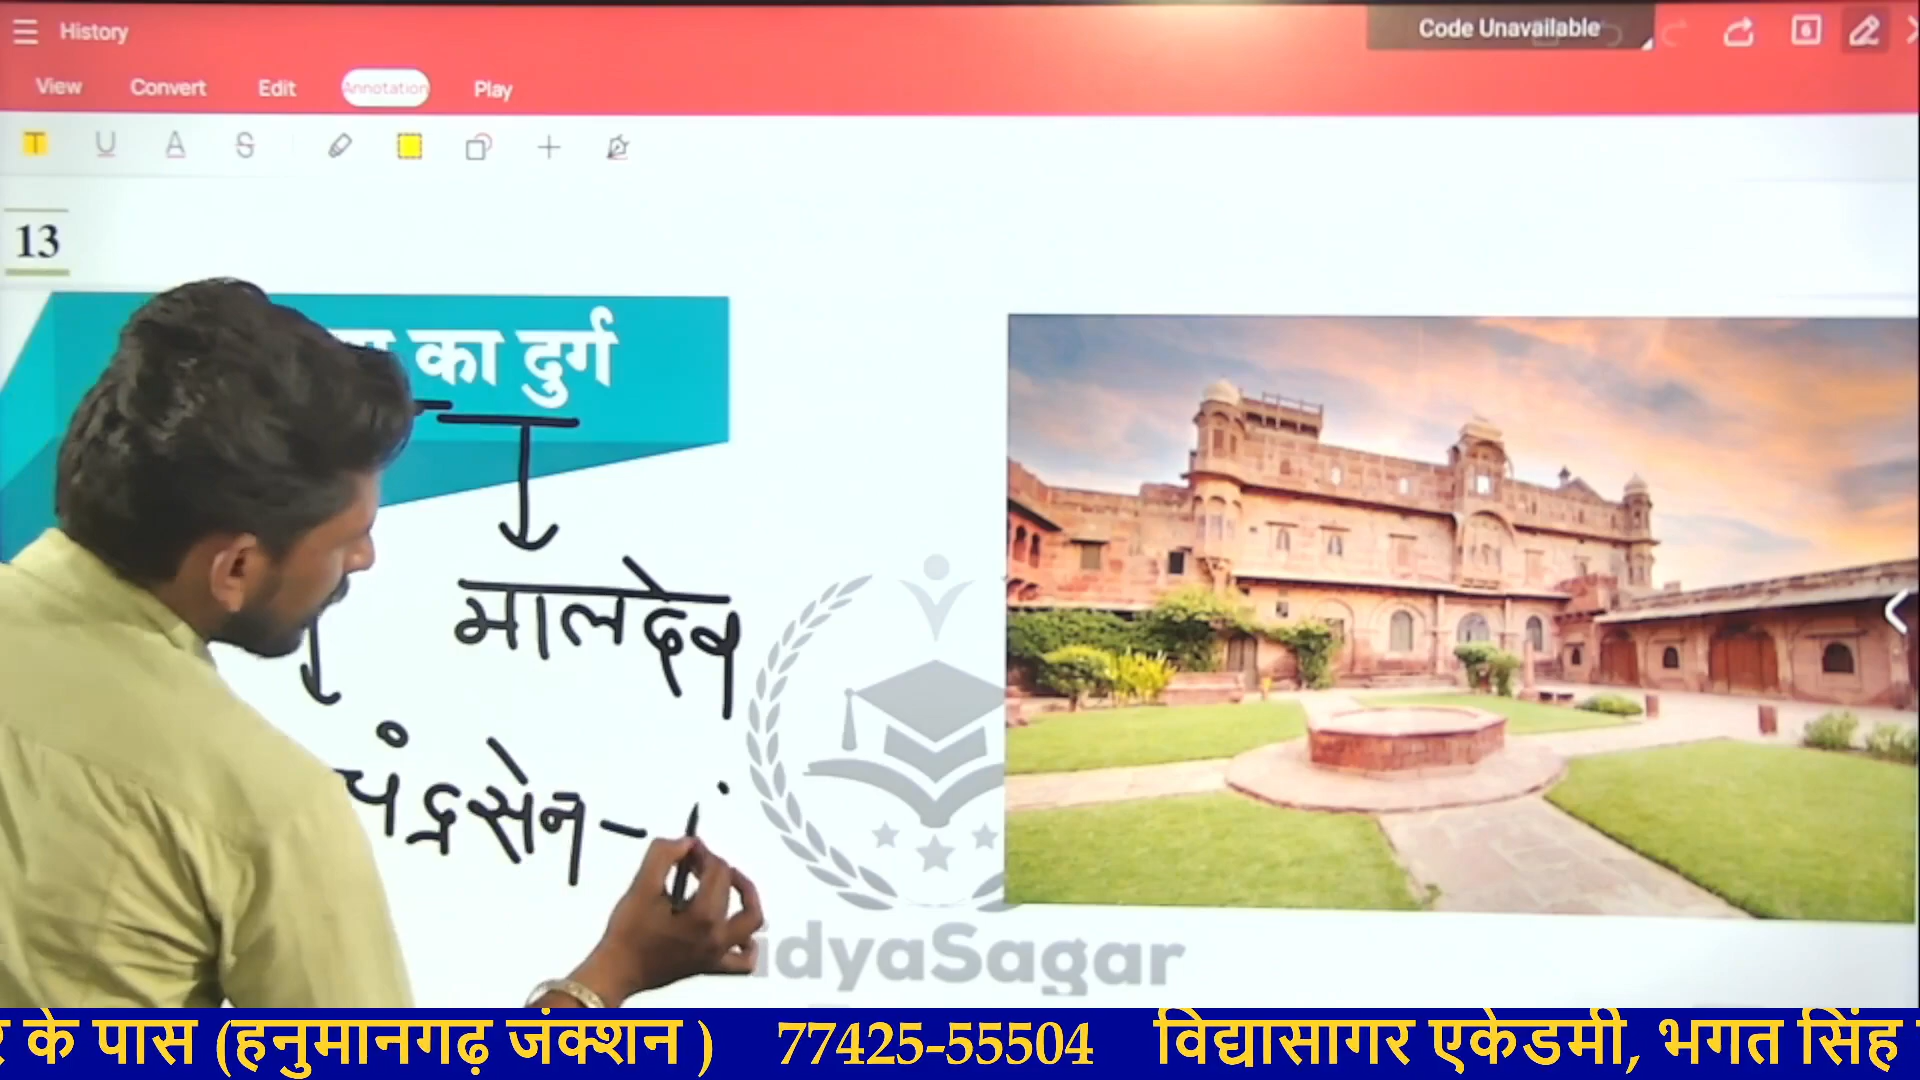 History
Code Unavailable
6
View Convert Edit Annotation Play
T U A S
13
का दुर्ग
मालदेव
चंद्रसेन -
idyaSagar
के पास (हनुमानगढ़ जंक्शन ) 77425-55504 विद्यासागर एकेडमी, भगत सिंह